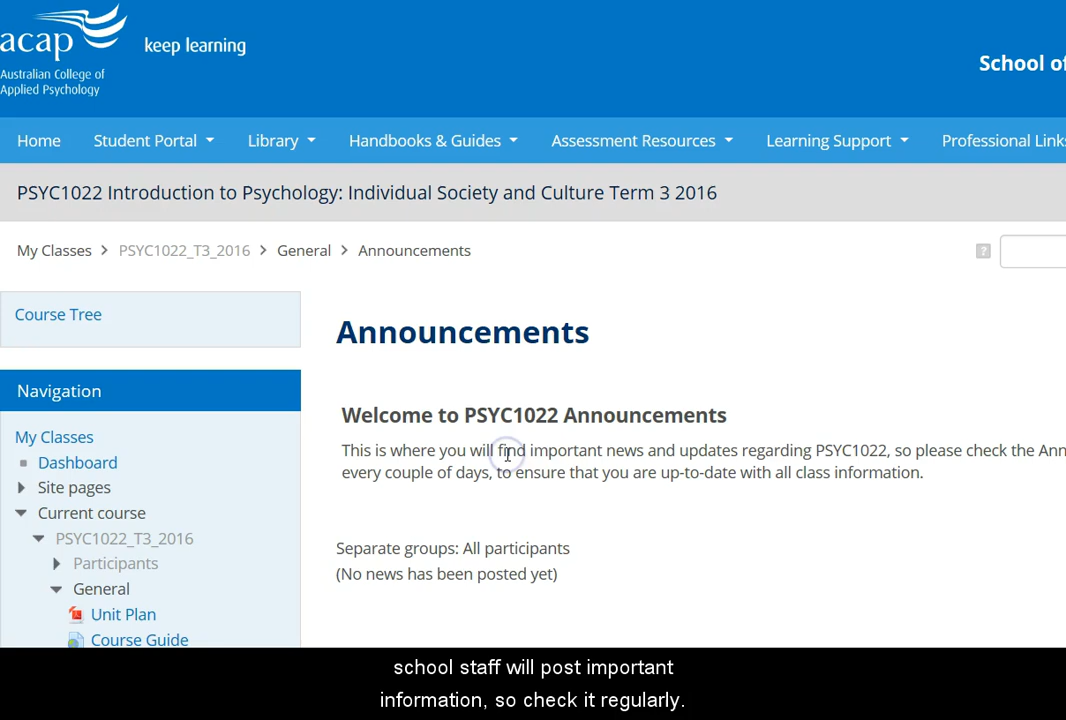 acap
keep learning
Australian College of
Applied Psychology
School of
Home Student Portal Library Handbooks & Guides Assessment Resources Learning Support Professional Links
PSYC1022 Introduction to Psychology: Individual Society and Culture Term 3 2016
My Classes > PSYC1022_T3_2016 > General > Announcements
?
Course Tree
Announcements
Navigation
Welcome to PSYC1022 Announcements
This is where you will find important news and updates regarding PSYC1022, so please check the Ann
every couple of days, to ensure that you are up-to-date with all class information.
My Classes
Dashboard
Site pages
Current course
PSYC1022_T3_2016
Participants
General
Unit Plan
Course Guide
Separate groups: All participants
(No news has been posted yet)
school staff will post important
information, so check it regularly.